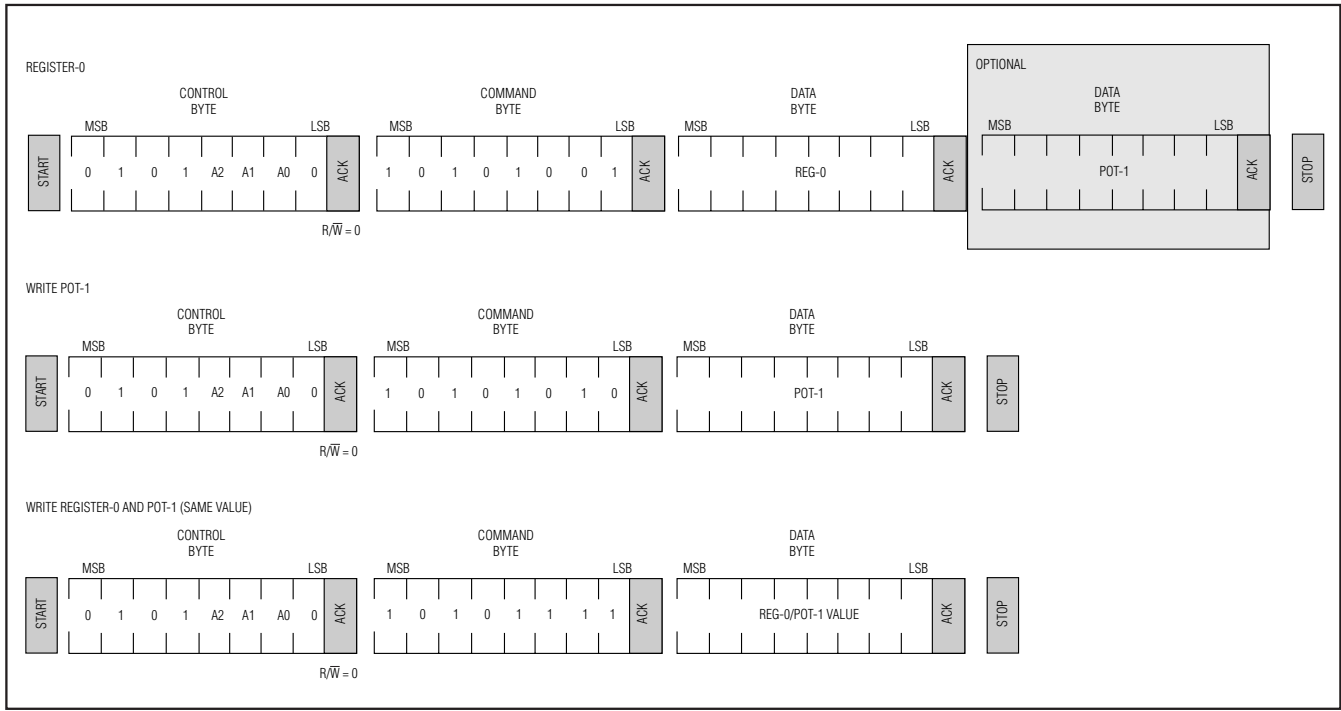 REGISTER-0
OPTIONAL
CONTROL BYTE COMMAND BYTE DATA BYTE DATA BYTE
MSB LSB MSB LSB MSB LSB MSB LSB
START 0 1 0 1 A2 A1 A0 0 ACK 1 0 1 0 1 0 0 1 ACK REG-0 ACK POT-1 ACK STOP
R/W̅ = 0
WRITE POT-1
CONTROL BYTE COMMAND BYTE DATA BYTE
MSB LSB MSB LSB MSB LSB
START 0 1 0 1 A2 A1 A0 0 ACK 1 0 1 0 1 0 1 0 ACK POT-1 ACK STOP
R/W̅ = 0
WRITE REGISTER-0 AND POT-1 (SAME VALUE)
CONTROL BYTE COMMAND BYTE DATA BYTE
MSB LSB MSB LSB MSB LSB
START 0 1 0 1 A2 A1 A0 0 ACK 1 0 1 0 1 1 1 1 ACK REG-0/POT-1 VALUE ACK STOP
R/W̅ = 0